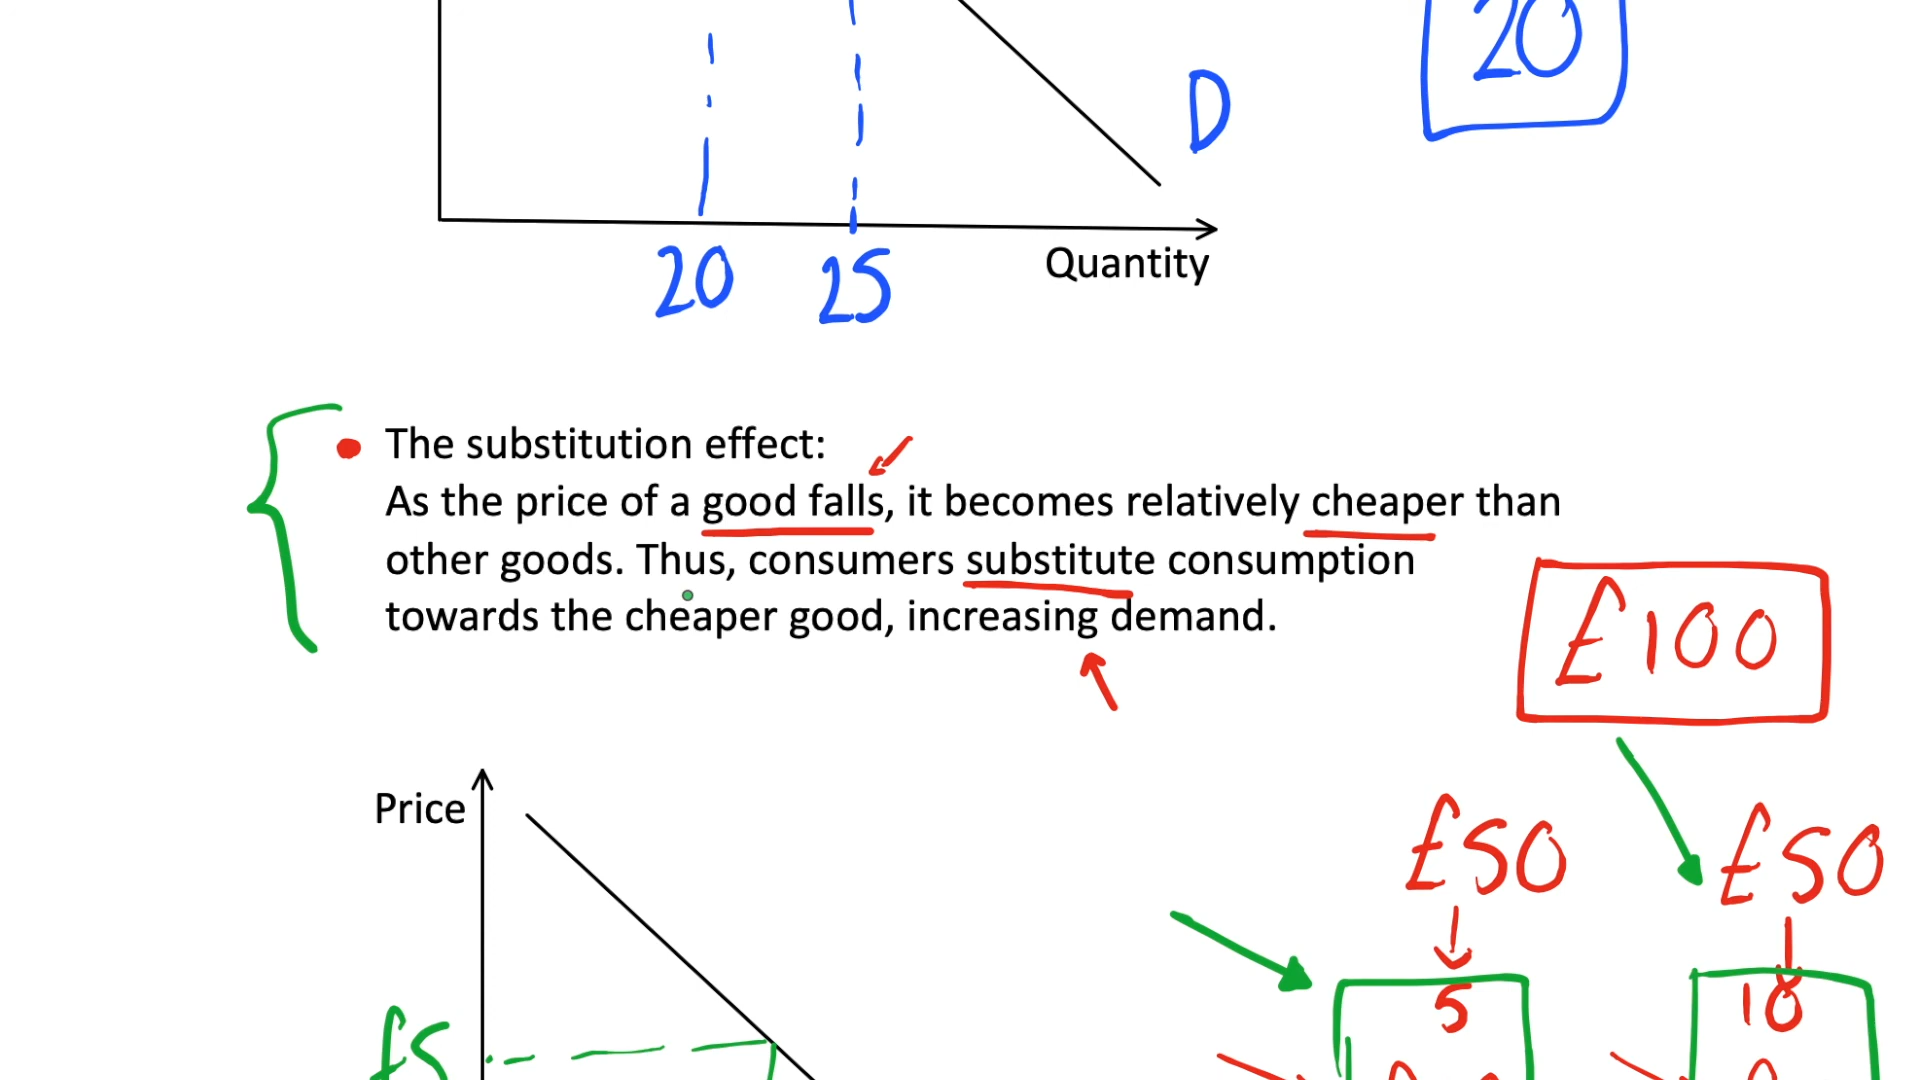 20
D
20 25
Quantity
• The substitution effect:
As the price of a good falls, it becomes relatively cheaper than
other goods. Thus, consumers substitute consumption
towards the cheaper good, increasing demand.
£100
Price
£50 £50
5 10
£5